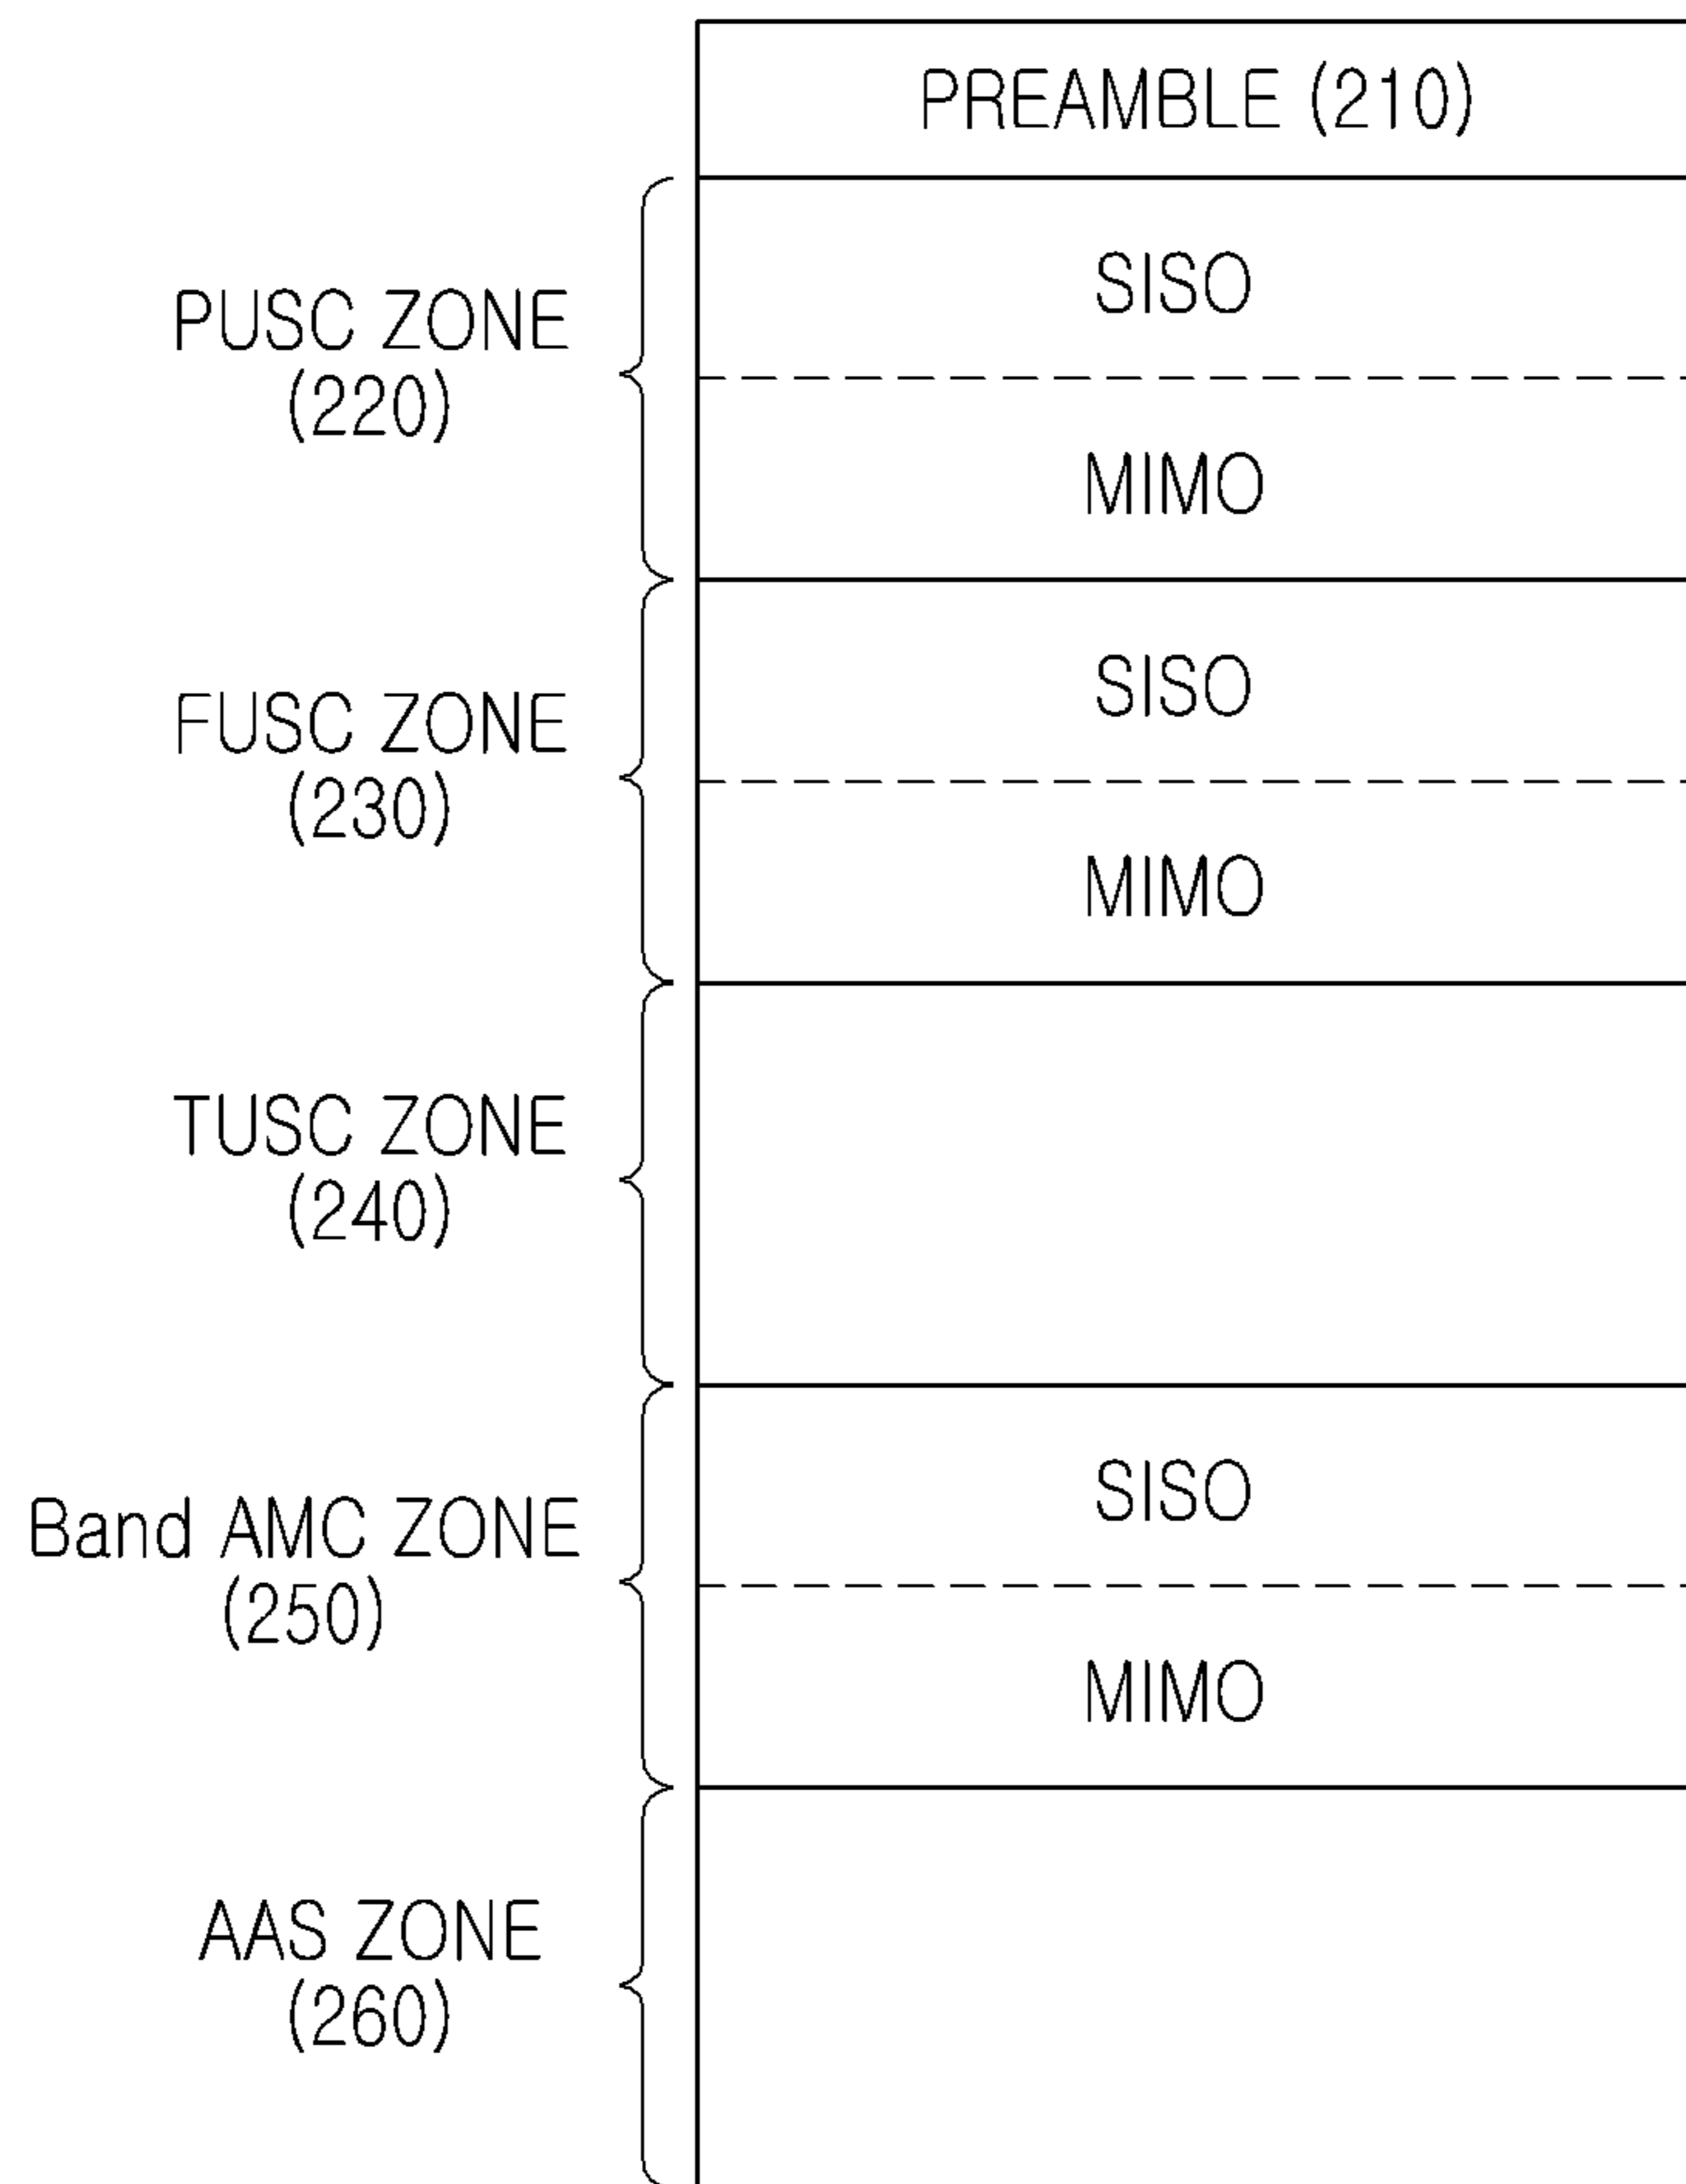 PREAMBLE (210)
PUSC ZONE
(220)
SISO
MIMO
FUSC ZONE
(230)
SISO
MIMO
TUSC ZONE
(240)
Band AMC ZONE
(250)
SISO
MIMO
AAS ZONE
(260)